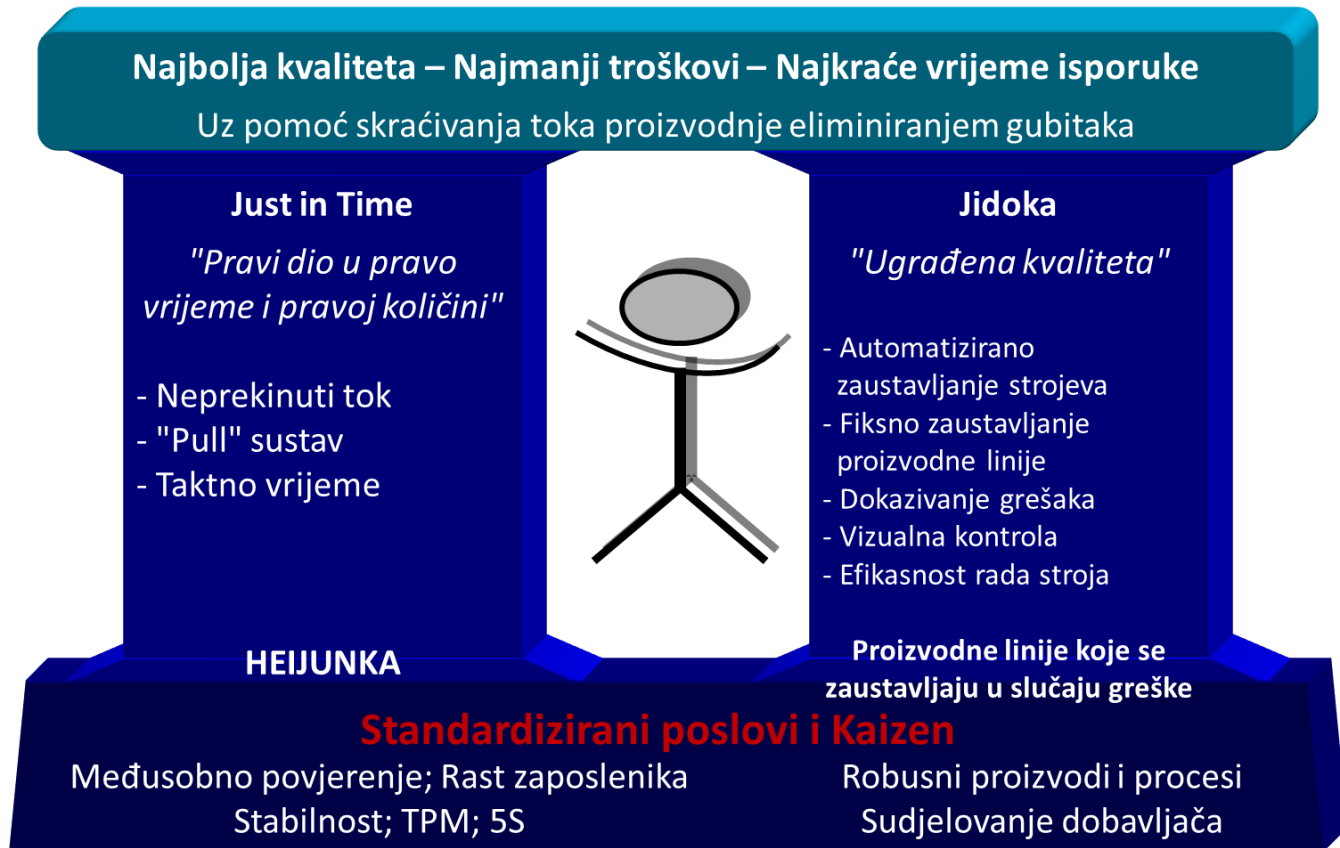 Najbolja kvaliteta – Najmanji troškovi – Najkraće vrijeme isporuke
Uz pomoć skraćivanja toka proizvodnje eliminiranjem gubitaka
Just in Time
"Pravi dio u pravo
vrijeme i pravoj količini"
- Neprekinuti tok
- "Pull" sustav
- Taktno vrijeme
HEIJUNKA
Jidoka
"Ugrađena kvaliteta"
- Automatizirano
zaustavljanje strojeva
- Fiksno zaustavljanje
proizvodne linije
- Dokazivanje grešaka
- Vizualna kontrola
- Efikasnost rada stroja
Proizvodne linije koje se
zaustavljaju u slučaju greške
Standardizirani poslovi i Kaizen
Međusobno povjerenje; Rast zaposlenika
Stabilnost; TPM; 5S
Robusni proizvodi i procesi
Sudjelovanje dobavljača